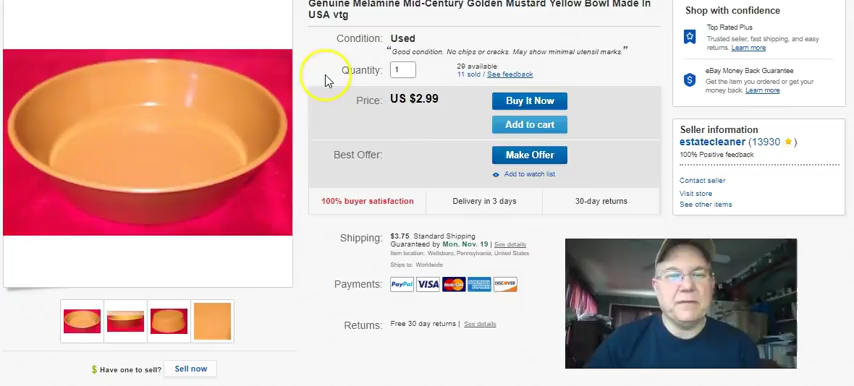 Genuine Melamine Mid-Century Golden Mustard Yellow Bowl Made In
USA vtg
Condition: Used
“Good condition. No chips or cracks. May show minimal utensil marks.”
Quantity: 1
29 available
11 sold / See feedback
Price: US $2.99
Buy It Now
Add to cart
Best Offer:
Make Offer
Add to watch list
100% buyer satisfaction
Delivery in 3 days
30-day returns
Shipping: $3.75 Standard Shipping
Guaranteed by Mon. Nov. 19 | See details
Item location: Wellsboro, Pennsylvania, United States
Ships to: Worldwide
Payments: PayPal VISA MasterCard AMERICAN EXPRESS DISCOVER
Returns: Free 30 day returns | See details
$ Have one to sell? Sell now
Shop with confidence
Top Rated Plus
Trusted seller, fast shipping, and easy
returns. Learn more
eBay Money Back Guarantee
Get the item you ordered or get your
money back. Learn more
Seller information
estatecleaner (13930 )
100% Positive feedback
Contact seller
Visit store
See other items